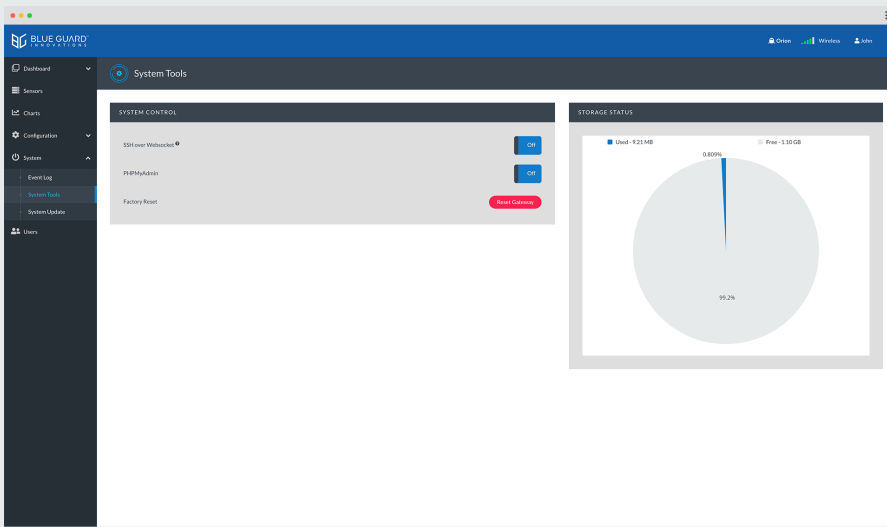 BLUE GUARD
INNOVATIONS
Orion
Wireless
John
Dashboard
Sensors
Charts
Configuration
System
Event Log
System Tools
System Update
Users
System Tools
SYSTEM CONTROL
SSH over Websocket
Off
PHPMyAdmin
Off
Factory Reset
Reset Gateway
STORAGE STATUS
Used - 9.21 MB
Free - 1.10 GB
0.809%
99.2%